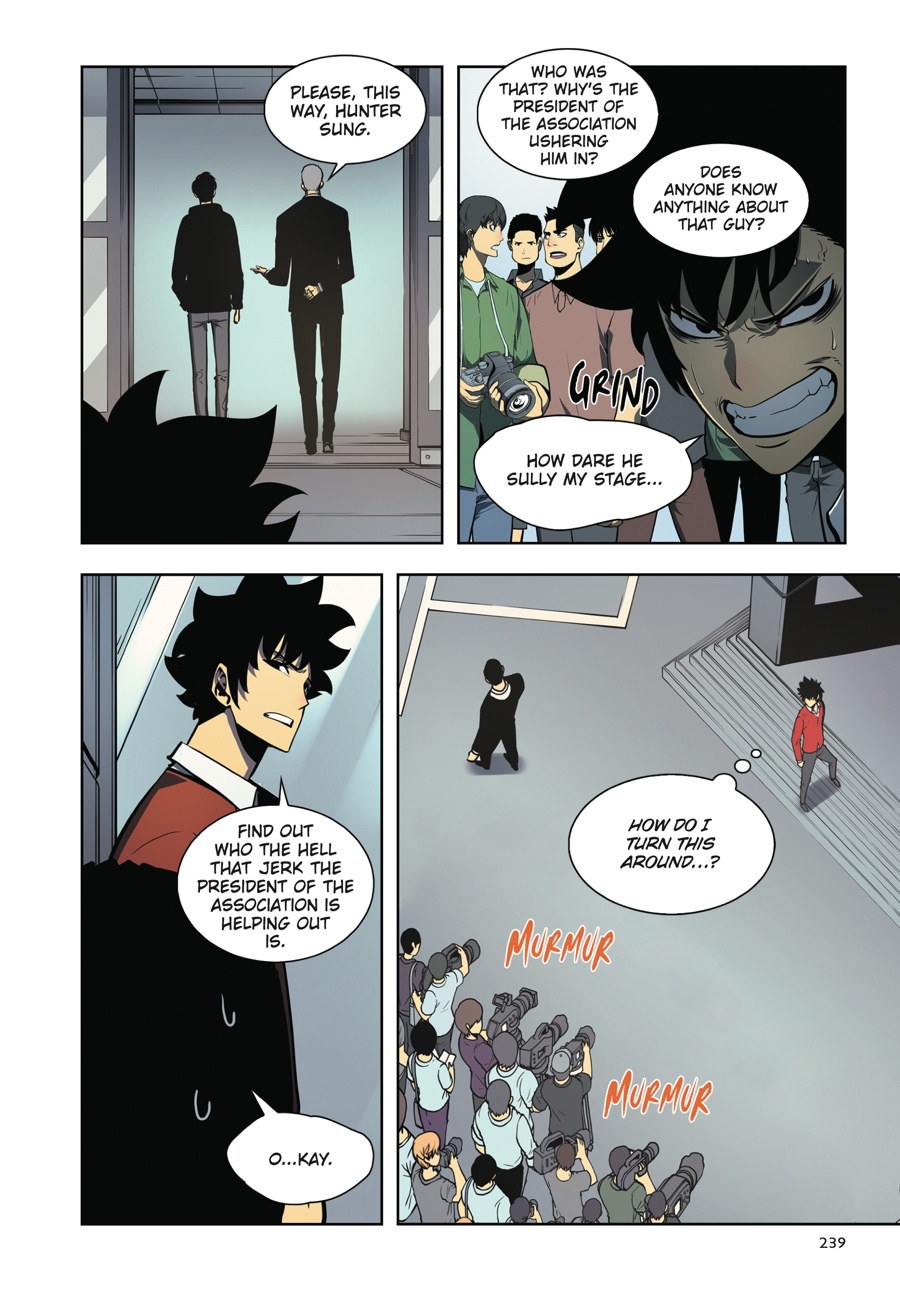 PLEASE, THIS
WAY, HUNTER
SUNG.
WHO WAS
THAT? WHY'S THE
PRESIDENT OF
THE ASSOCIATION
USHERING
HIM IN?
DOES
ANYONE KNOW
ANYTHING ABOUT
THAT GUY?
GRIND
HOW DARE HE
SULLY MY STAGE...
FIND OUT
WHO THE HELL
THAT JERK THE
PRESIDENT OF THE
ASSOCIATION IS
HELPING OUT
IS.
O...KAY.
HOW DO I
TURN THIS
AROUND...?
MURMUR
MURMUR
239